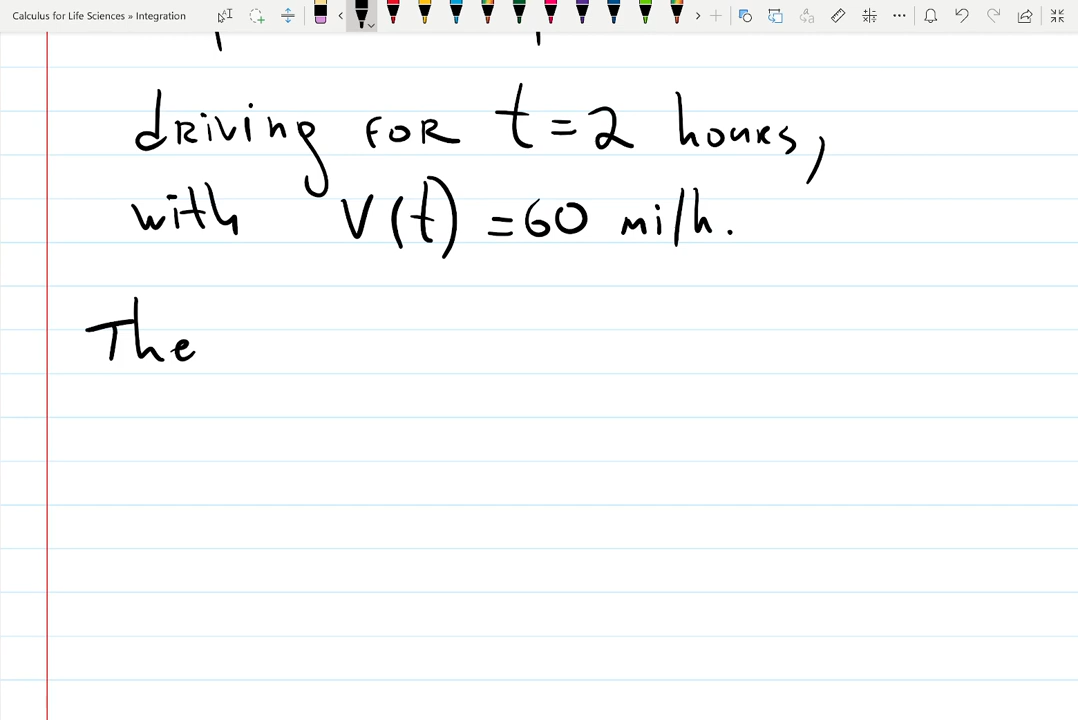 Calculus for Life Sciences » Integration
driving for t = 2 hours,
with V(t) = 60 mi/h.
The